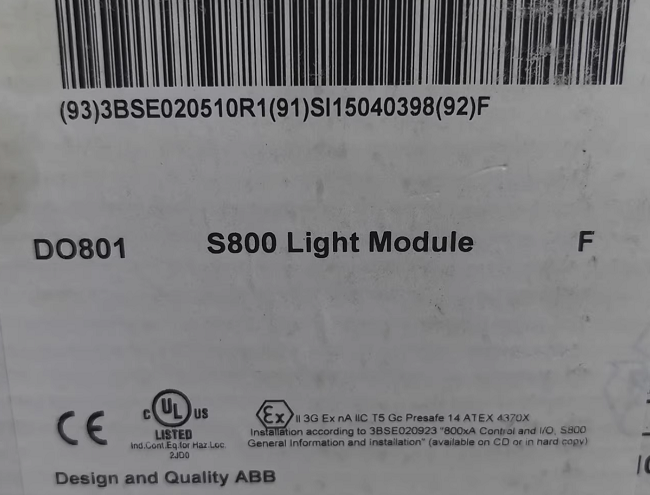 (93)3BSE020510R1(91)SI15040398(92)F
DO801 S800 Light Module F
CE
C UL US
LISTED
Ind.Cont.Eq.for Haz.Loc
2JD0
Ex II 3G Ex nA IIC T5 Gc Presafe 14 ATEX 4370X
Installation according to 3BSE020923 "800xA Control and I/O, S800
General Information and installation" (available on CD or in hard copy)
Design and Quality ABB